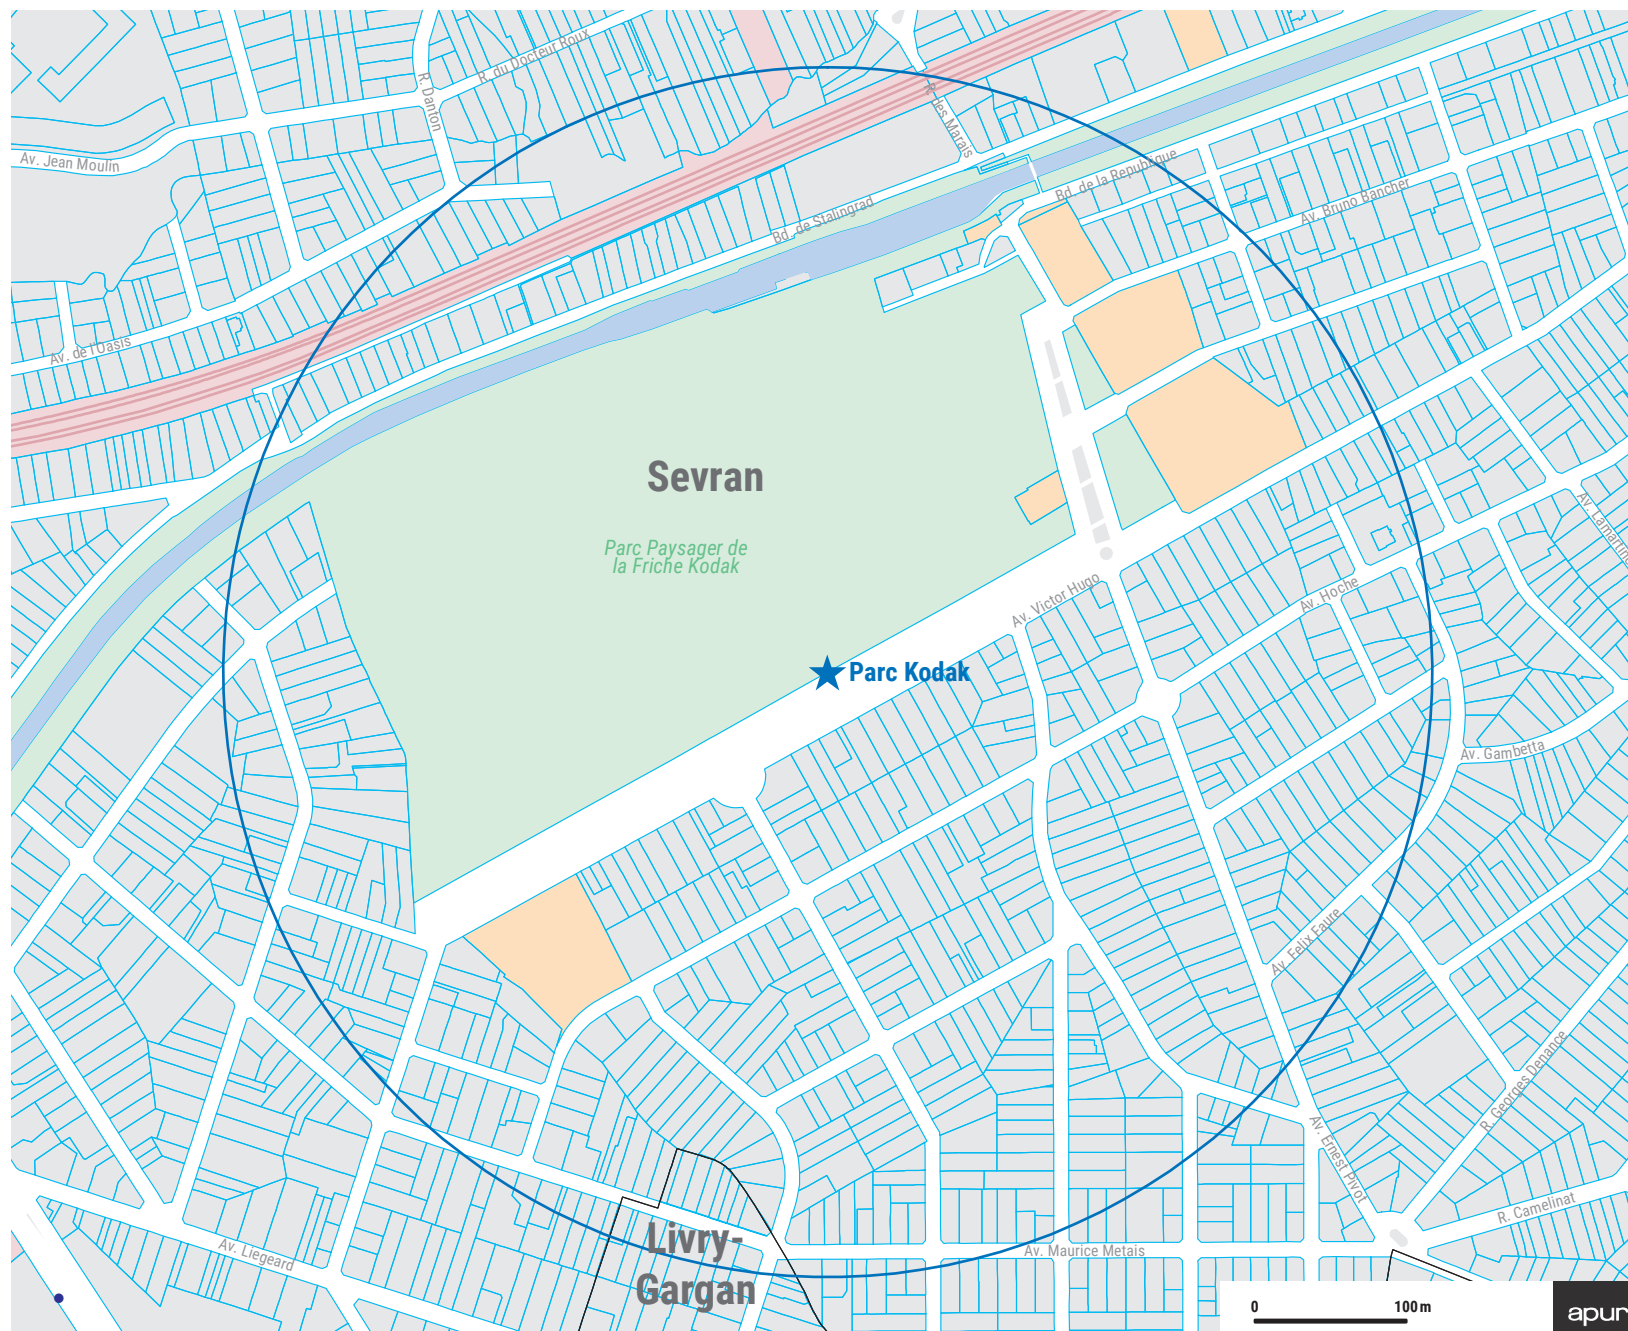 R. du Docteur Roux
R. Danton
R. des Marais
Av. Jean Moulin
Bd. de la Republique
Av. Bruno Bancher
Bd. de Stalingrad
Av. de l'Oasis
Sevran
Parc Paysager de
la Friche Kodak
Av. Lamartine
Av. Victor Hugo
Av. Hoche
Parc Kodak
Av. Gambetta
Av. Felix Faure
R. Georges Denance
Av. Ernest Pivot
R. Camelinat
Av. Liegeard
Livry-
Gargan
Av. Maurice Metais
0 100 m
apur